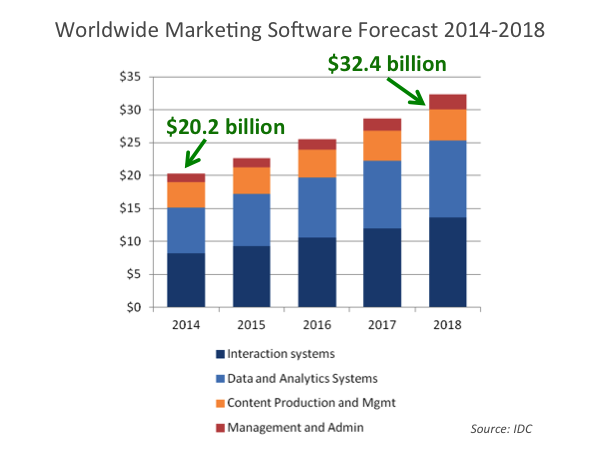 Worldwide Marketing Software Forecast 2014-2018
$32.4 billion
$20.2 billion
$35
$30
$25
$20
$15
$10
$5
$0
2014 2015 2016 2017 2018
Interaction systems
Data and Analytics Systems
Content Production and Mgmt
Management and Admin
Source: IDC